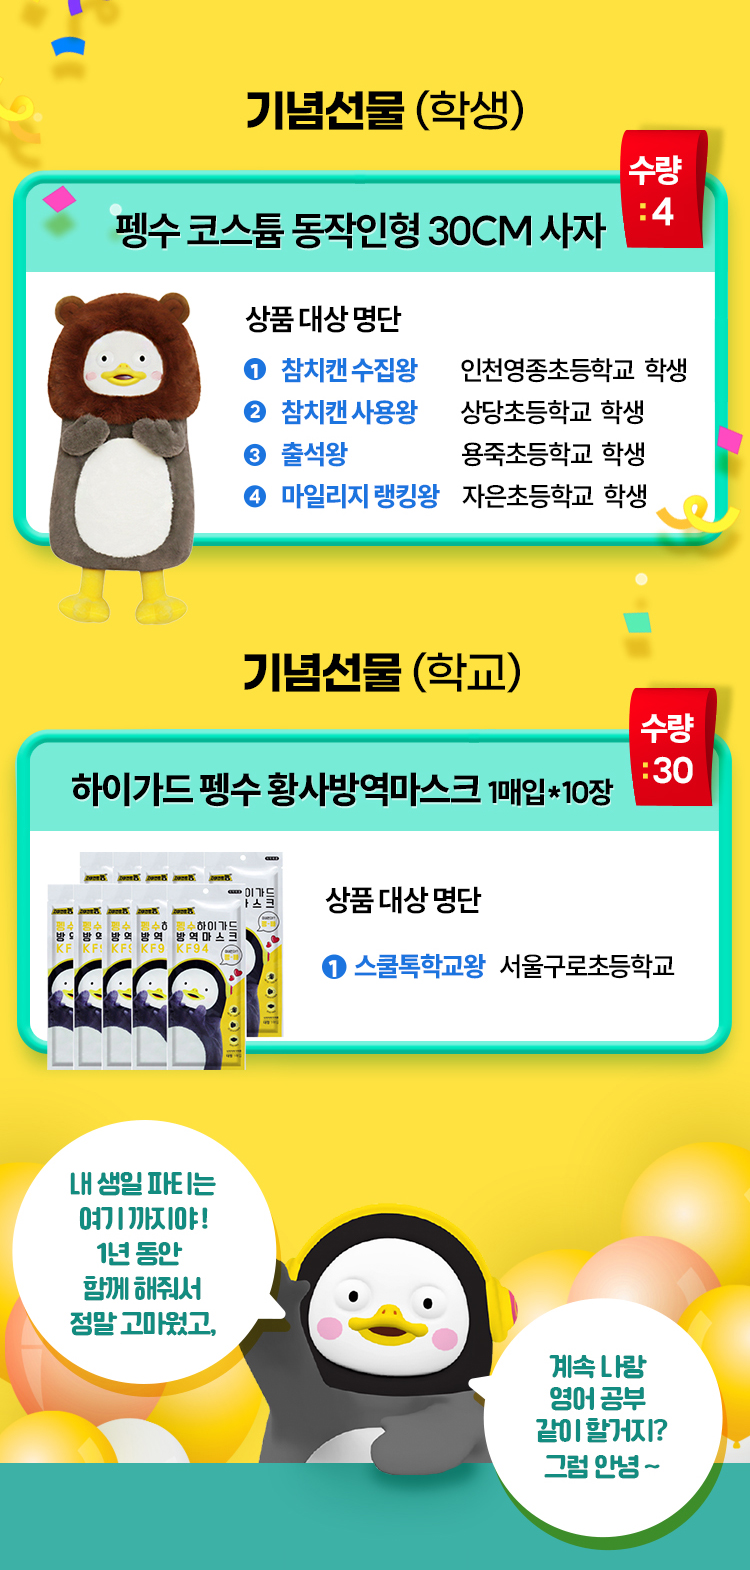 기념선물 (학생)
수량
:4
펭수 코스튬 동작인형 30CM 사자
상품 대상 명단
1 참치캔 수집왕 인천영종초등학교 학생
2 참치캔 사용왕 상당초등학교 학생
3 출석왕 용죽초등학교 학생
4 마일리지 랭킹왕 자은초등학교 학생
기념선물 (학교)
수량
:30
하이가드 펭수 황사방역마스크 1매입*10장
상품 대상 명단
1 스쿨톡학교왕 서울구로초등학교
펭수하이가드
방역마스크
KF94
내 생일 파티는
여기 까지야!
1년 동안
함께 해줘서
정말 고마웠고,
계속 나랑
영어 공부
같이 할거지?
그럼 안녕 ~